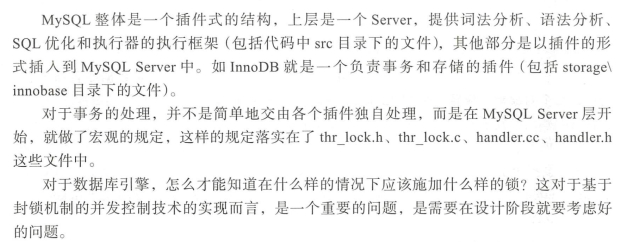 MySQL 整体是一个插件式的结构，上层是一个 Server，提供词法分析、语法分析、
SQL 优化和执行器的执行框架（包括代码中 src 目录下的文件），其他部分是以插件的形
式插入到 MySQL Server 中。如 InnoDB 就是一个负责事务和存储的插件（包括 storage\
innobase 目录下的文件）。
对于事务的处理，并不是简单地交由各个插件独自处理，而是在 MySQL Server 层开
始，就做了宏观的规定，这样的规定落实在了 thr_lock.h、thr_lock.c、handler.cc、handler.h
这些文件中。
对于数据库引擎，怎么才能知道在什么样的情况下应该施加什么样的锁？这对于基于
封锁机制的并发控制技术的实现而言，是一个重要的问题，是需要在设计阶段就要考虑好
的问题。